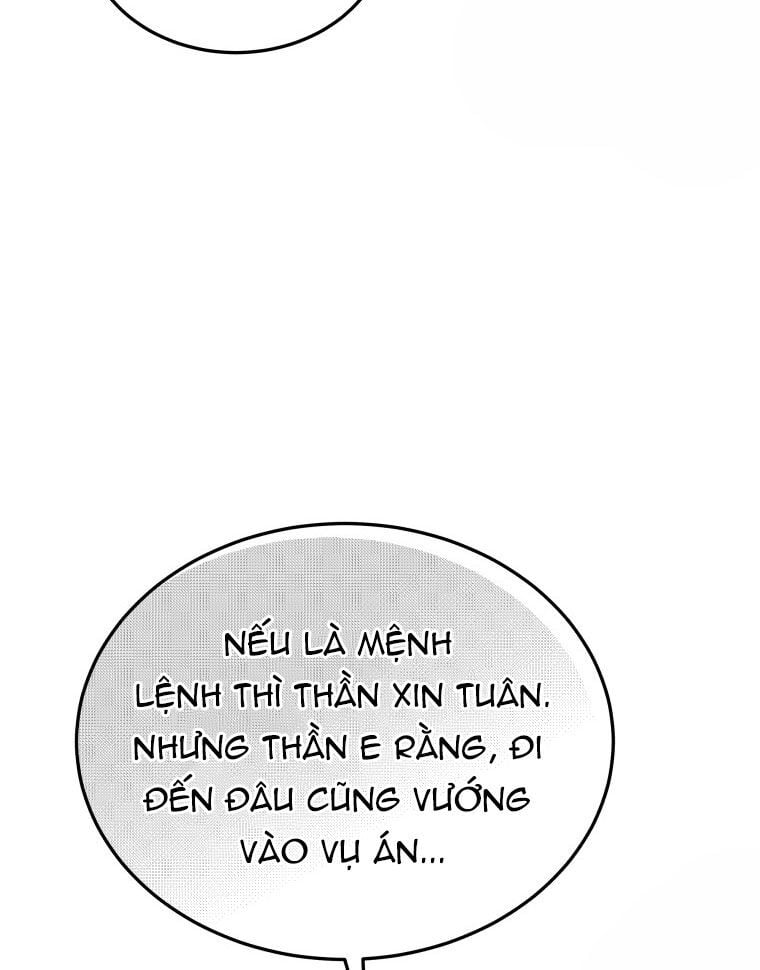 NẾU LÀ MỆNH
LỆNH THÌ THẦN XIN TUÂN.
NHƯNG THẦN E RẰNG, ĐI
ĐẾN ĐÂU CŨNG VƯỚNG
VÀO VỤ ÁN...